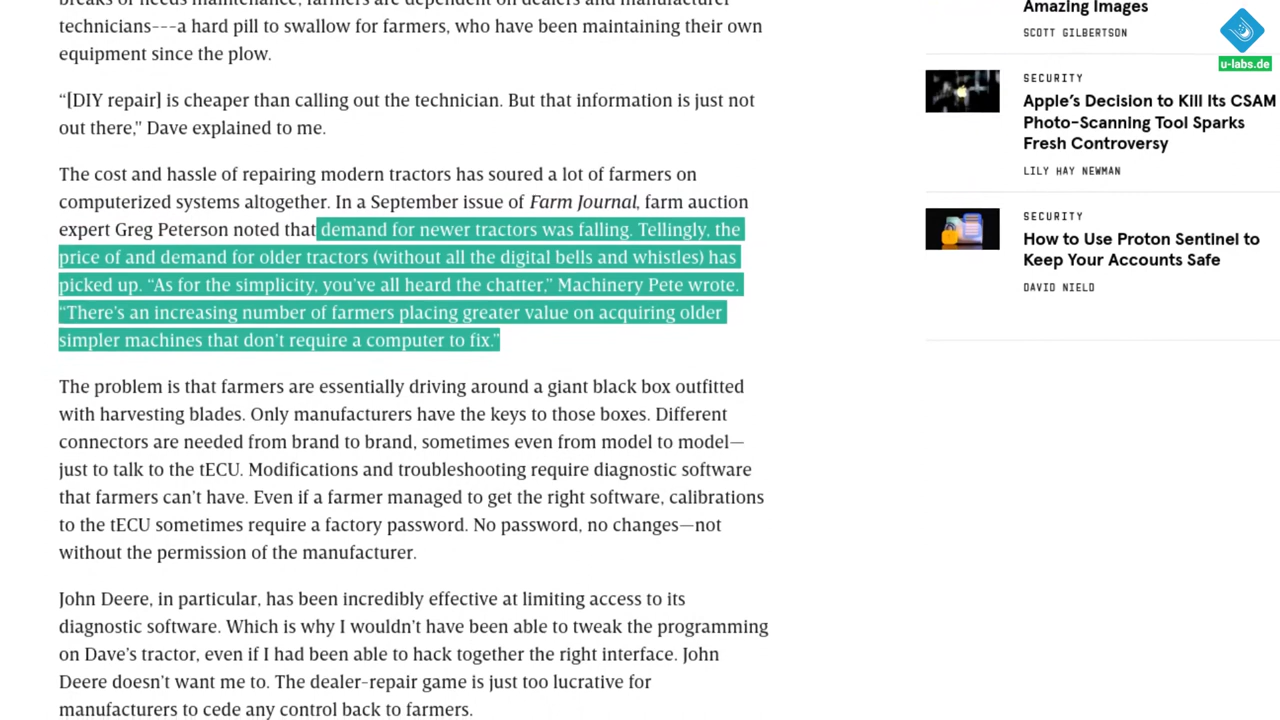 breaks or needs maintenance, farmers are dependent on dealers and manufacturer
technicians---a hard pill to swallow for farmers, who have been maintaining their own
equipment since the plow.
“[DIY repair] is cheaper than calling out the technician. But that information is just not
out there,” Dave explained to me.
The cost and hassle of repairing modern tractors has soured a lot of farmers on
computerized systems altogether. In a September issue of Farm Journal, farm auction
expert Greg Peterson noted that demand for newer tractors was falling. Tellingly, the
price of and demand for older tractors (without all the digital bells and whistles) has
picked up. “As for the simplicity, you’ve all heard the chatter,” Machinery Pete wrote.
“There’s an increasing number of farmers placing greater value on acquiring older
simpler machines that don’t require a computer to fix.”
The problem is that farmers are essentially driving around a giant black box outfitted
with harvesting blades. Only manufacturers have the keys to those boxes. Different
connectors are needed from brand to brand, sometimes even from model to model—
just to talk to the tECU. Modifications and troubleshooting require diagnostic software
that farmers can’t have. Even if a farmer managed to get the right software, calibrations
to the tECU sometimes require a factory password. No password, no changes—not
without the permission of the manufacturer.
John Deere, in particular, has been incredibly effective at limiting access to its
diagnostic software. Which is why I wouldn’t have been able to tweak the programming
on Dave’s tractor, even if I had been able to hack together the right interface. John
Deere doesn’t want me to. The dealer-repair game is just too lucrative for
manufacturers to cede any control back to farmers.
Amazing Images
SCOTT GILBERTSON
u-labs.de
SECURITY
Apple’s Decision to Kill Its CSAM
Photo-Scanning Tool Sparks
Fresh Controversy
LILY HAY NEWMAN
SECURITY
How to Use Proton Sentinel to
Keep Your Accounts Safe
DAVID NIELD